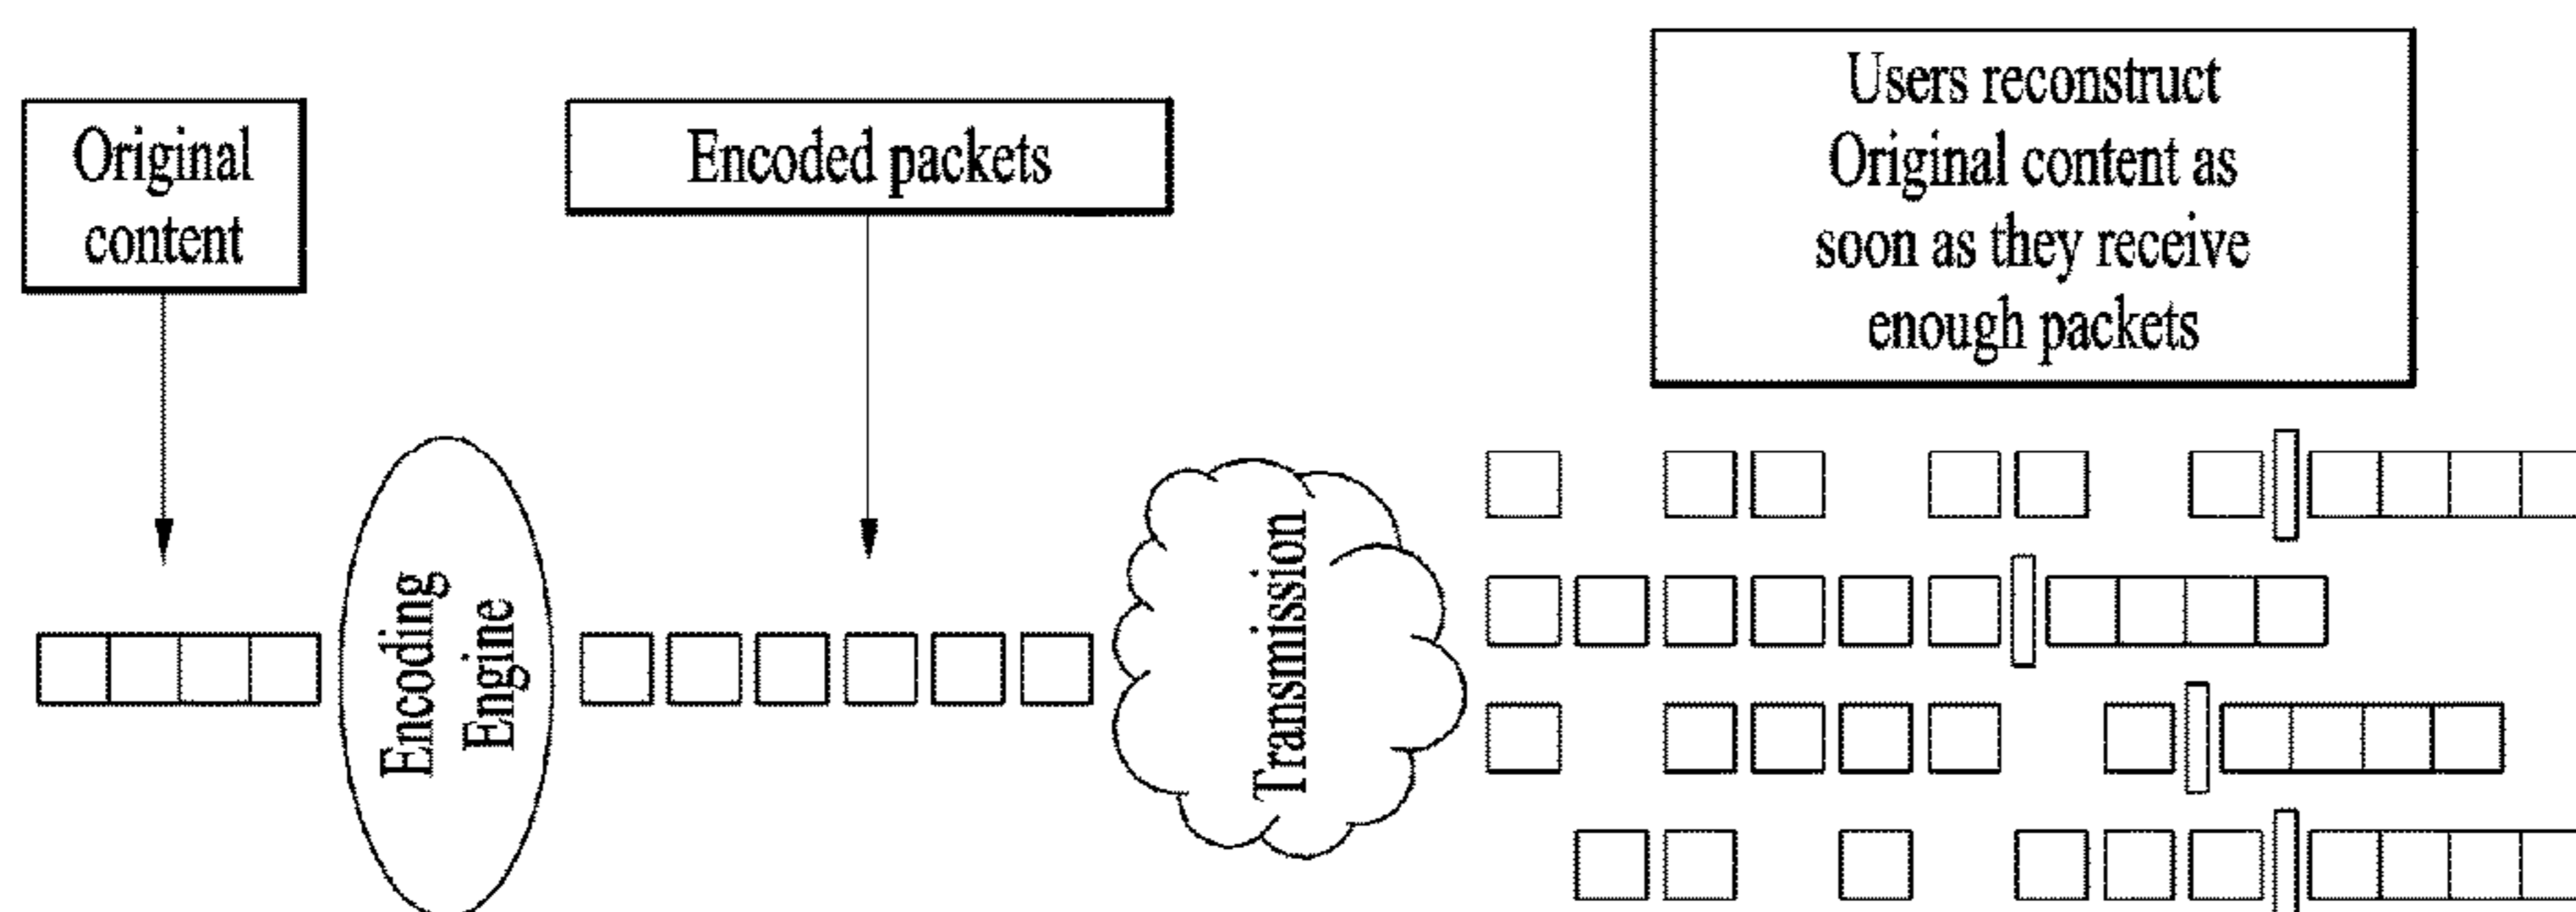 Original
content
Encoded packets
Users reconstruct
Original content as
soon as they receive
enough packets
Encoding
Engine
Transmission